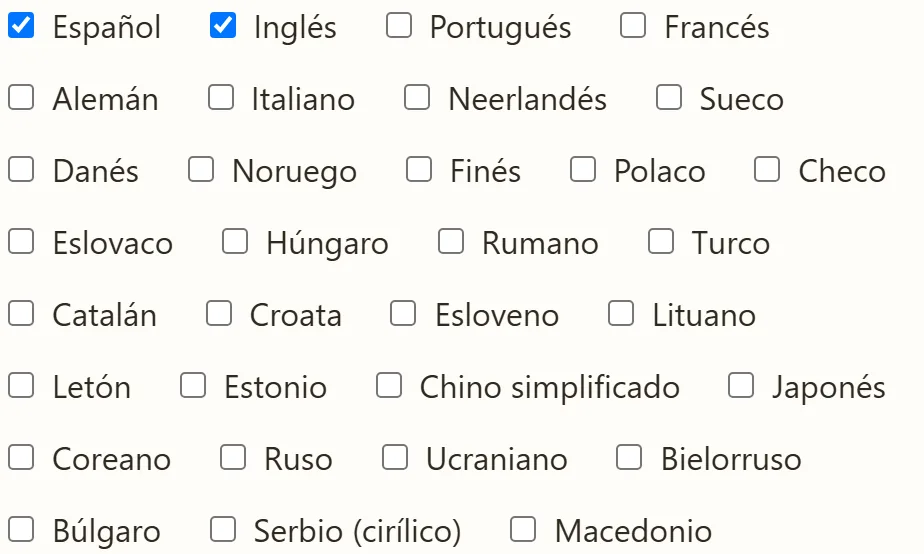 Español Inglés Portugués Francés
Alemán Italiano Neerlandés Sueco
Danés Noruego Finés Polaco Checo
Eslovaco Húngaro Rumano Turco
Catalán Croata Esloveno Lituano
Letón Estonio Chino simplificado Japonés
Coreano Ruso Ucraniano Bielorruso
Búlgaro Serbio (cirílico) Macedonio